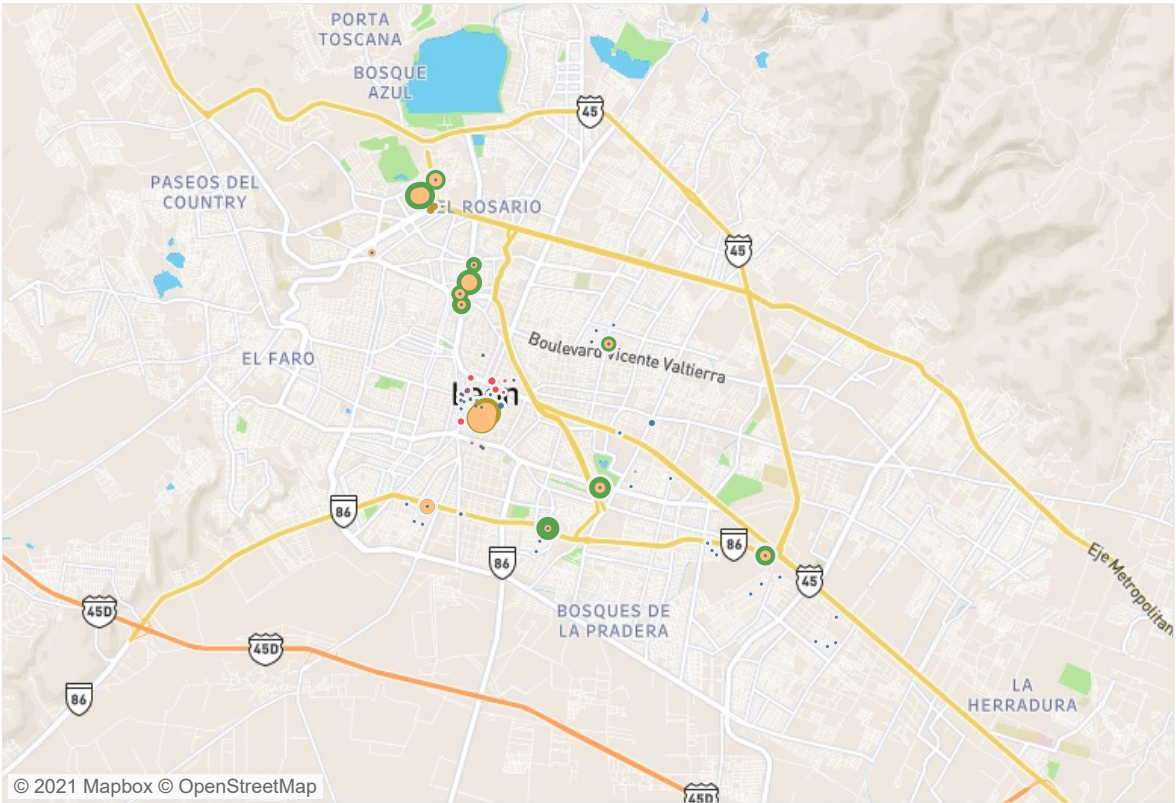 PORTA
TOSCANA
BOSQUE
AZUL
45
PASEOS DEL
COUNTRY
EL ROSARIO
45
EL FARO
Boulevard Vicente Valtierra
León
86
86
86
45
Eje Metropolitan
45D
BOSQUES DE
LA PRADERA
45D
86
LA
HERRADURA
45D
© 2021 Mapbox © OpenStreetMap